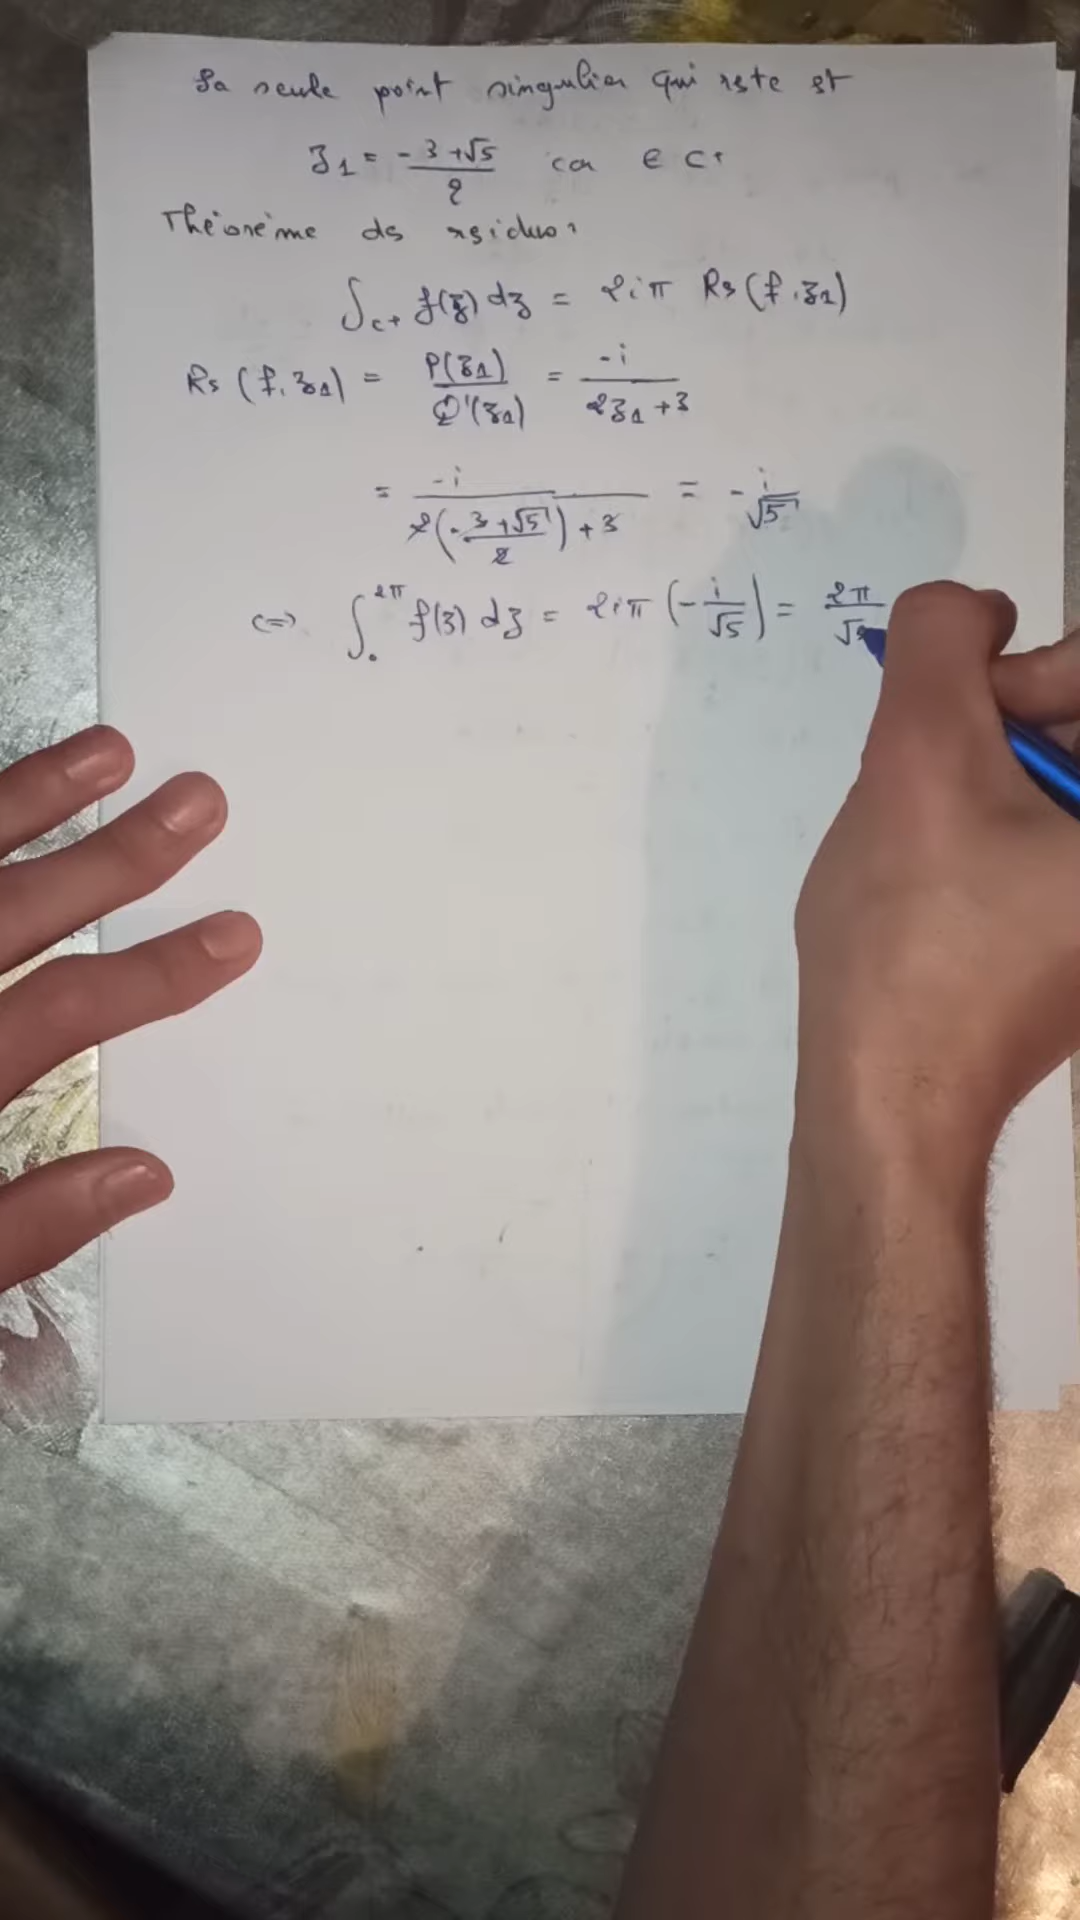 La seule point singulier qui reste est
z1 = -3+√5/2 car ∈ C+
Théorème des résidus:
∫c+ f(z) dz = 2iπ Rs(f, z1)
Rs(f, z1) = P(z1)/Q'(z1) = -i/2z1+3
= -i/2(-3+√5/2)+3 = -i/√5
<=> ∫0^2π f(z) dz = 2iπ(-i/√5) = 2π/√5